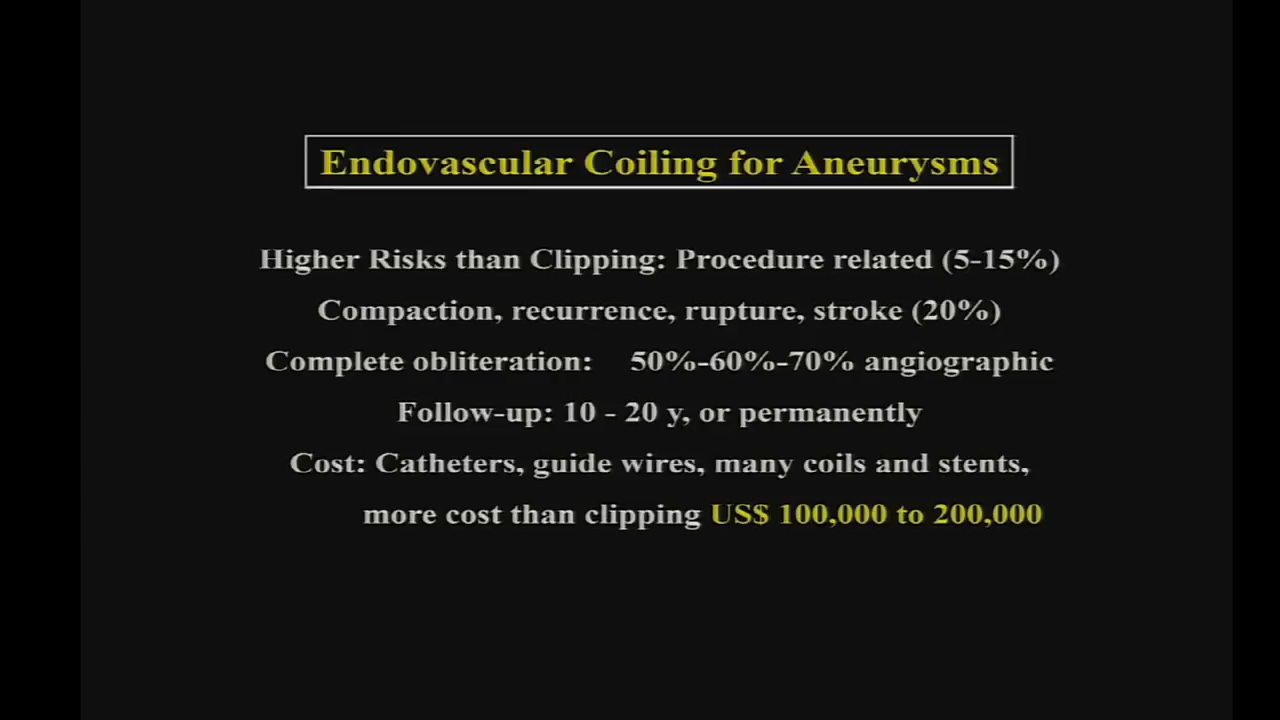 Endovascular Coiling for Aneurysms
Higher Risks than Clipping: Procedure related (5-15%)
Compaction, recurrence, rupture, stroke (20%)
Complete obliteration: 50%-60%-70% angiographic
Follow-up: 10 - 20 y, or permanently
Cost: Catheters, guide wires, many coils and stents,
more cost than clipping US$ 100,000 to 200,000